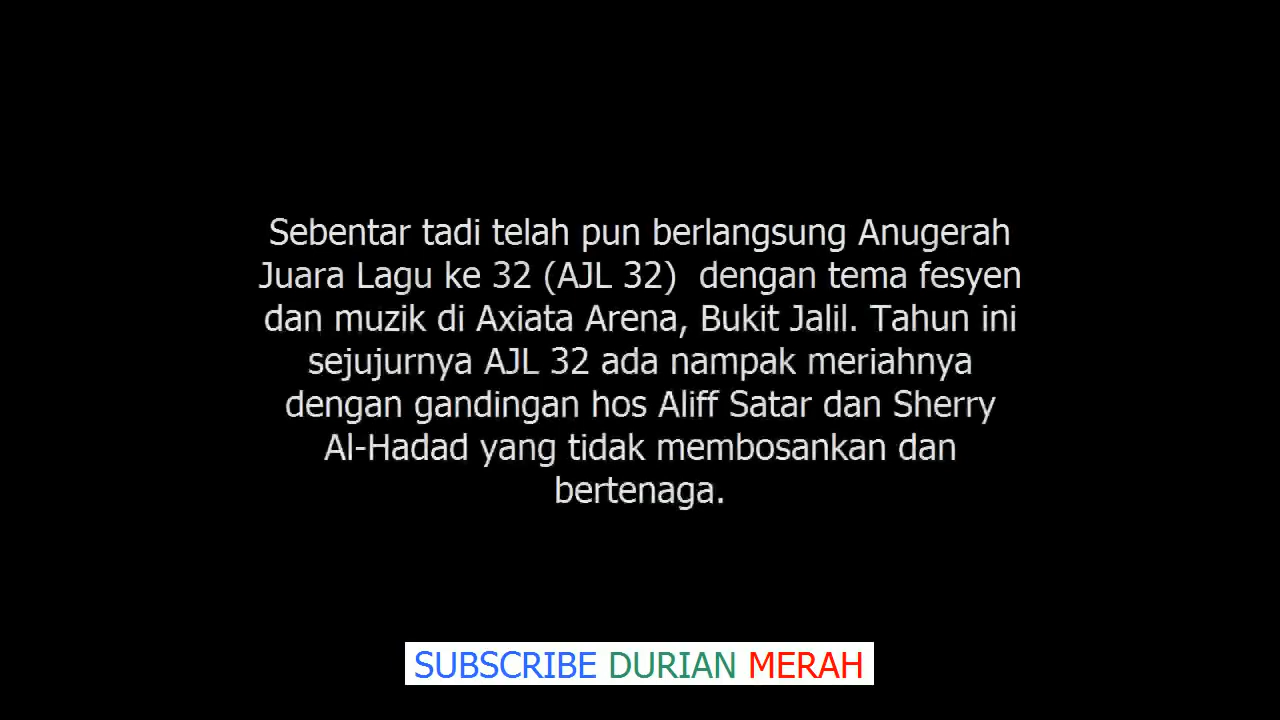 Sebentar tadi telah pun berlangsung Anugerah
Juara Lagu ke 32 (AJL 32)  dengan tema fesyen
dan muzik di Axiata Arena, Bukit Jalil. Tahun ini
sejujurnya AJL 32 ada nampak meriahnya
dengan gandingan hos Aliff Satar dan Sherry
Al-Hadad yang tidak membosankan dan
bertenaga.
SUBSCRIBE DURIAN MERAH